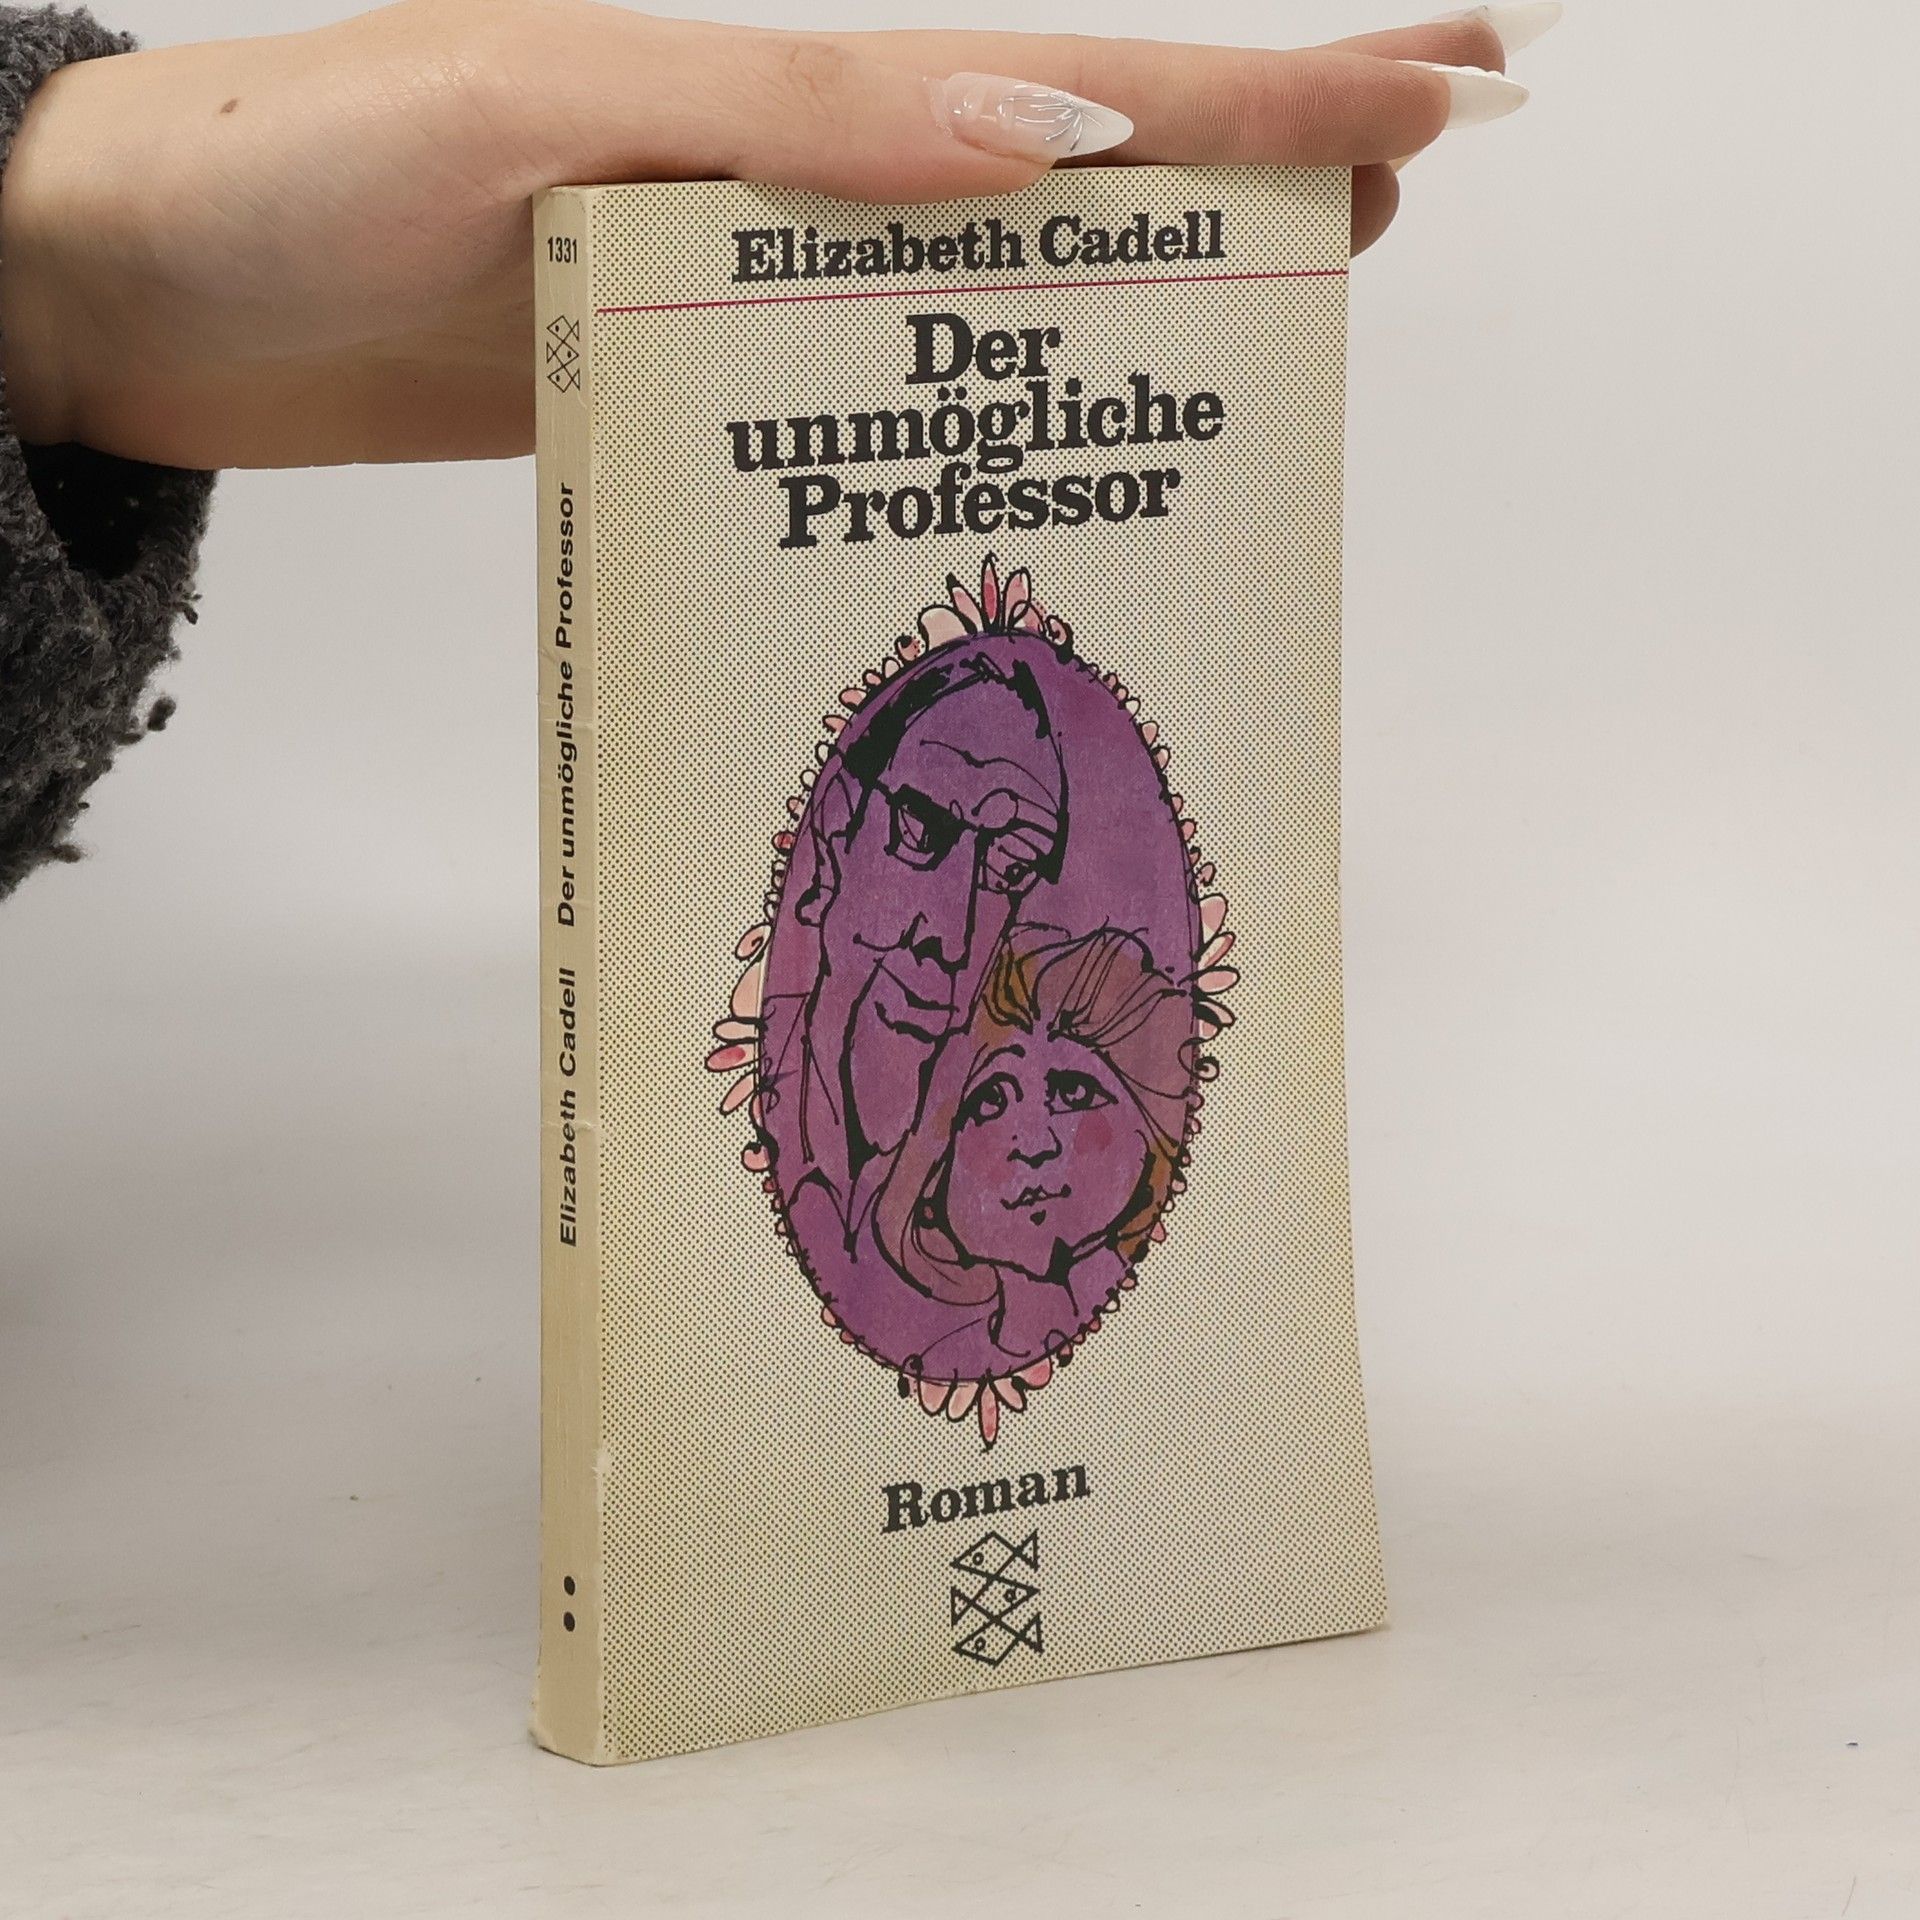 Elizabeth Cadell
Der
unmögliche
Professor
Roman
1331
Elizabeth Cadell Der unmögliche Professor